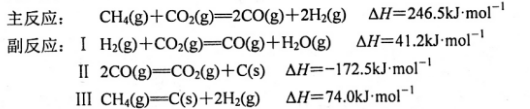 主反应： CH₄(g)+CO₂(g)═2CO(g)+2H₂(g) ΔH=246.5kJ·mol⁻¹
副反应：Ⅰ H₂(g)+CO₂(g)═CO(g)+H₂O(g) ΔH=41.2kJ·mol⁻¹
Ⅱ 2CO(g)═CO₂(g)+C(s) ΔH=−172.5kJ·mol⁻¹
Ⅲ CH₄(g)═C(s)+2H₂(g) ΔH=74.0kJ·mol⁻¹